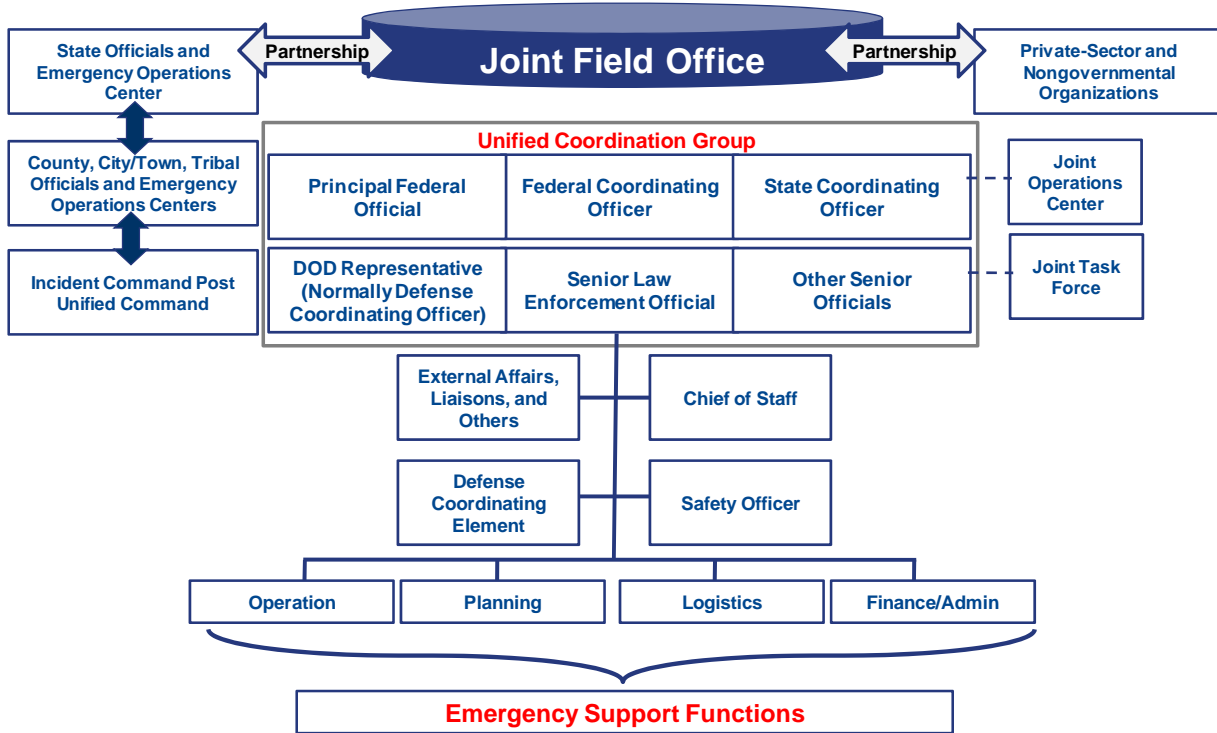 State Officials and
Emergency Operations
Center
Partnership
Joint Field Office
Partnership
Private-Sector and
Nongovernmental
Organizations
Unified Coordination Group
County, City/Town, Tribal
Officials and Emergency
Operations Centers
Principal Federal
Official
Federal Coordinating
Officer
State Coordinating
Officer
Joint
Operations
Center
Incident Command Post
Unified Command
DOD Representative
(Normally Defense
Coordinating Officer)
Senior Law
Enforcement Official
Other Senior
Officials
Joint Task
Force
External Affairs,
Liaisons, and
Others
Chief of Staff
Defense
Coordinating
Element
Safety Officer
Operation
Planning
Logistics
Finance/Admin
Emergency Support Functions